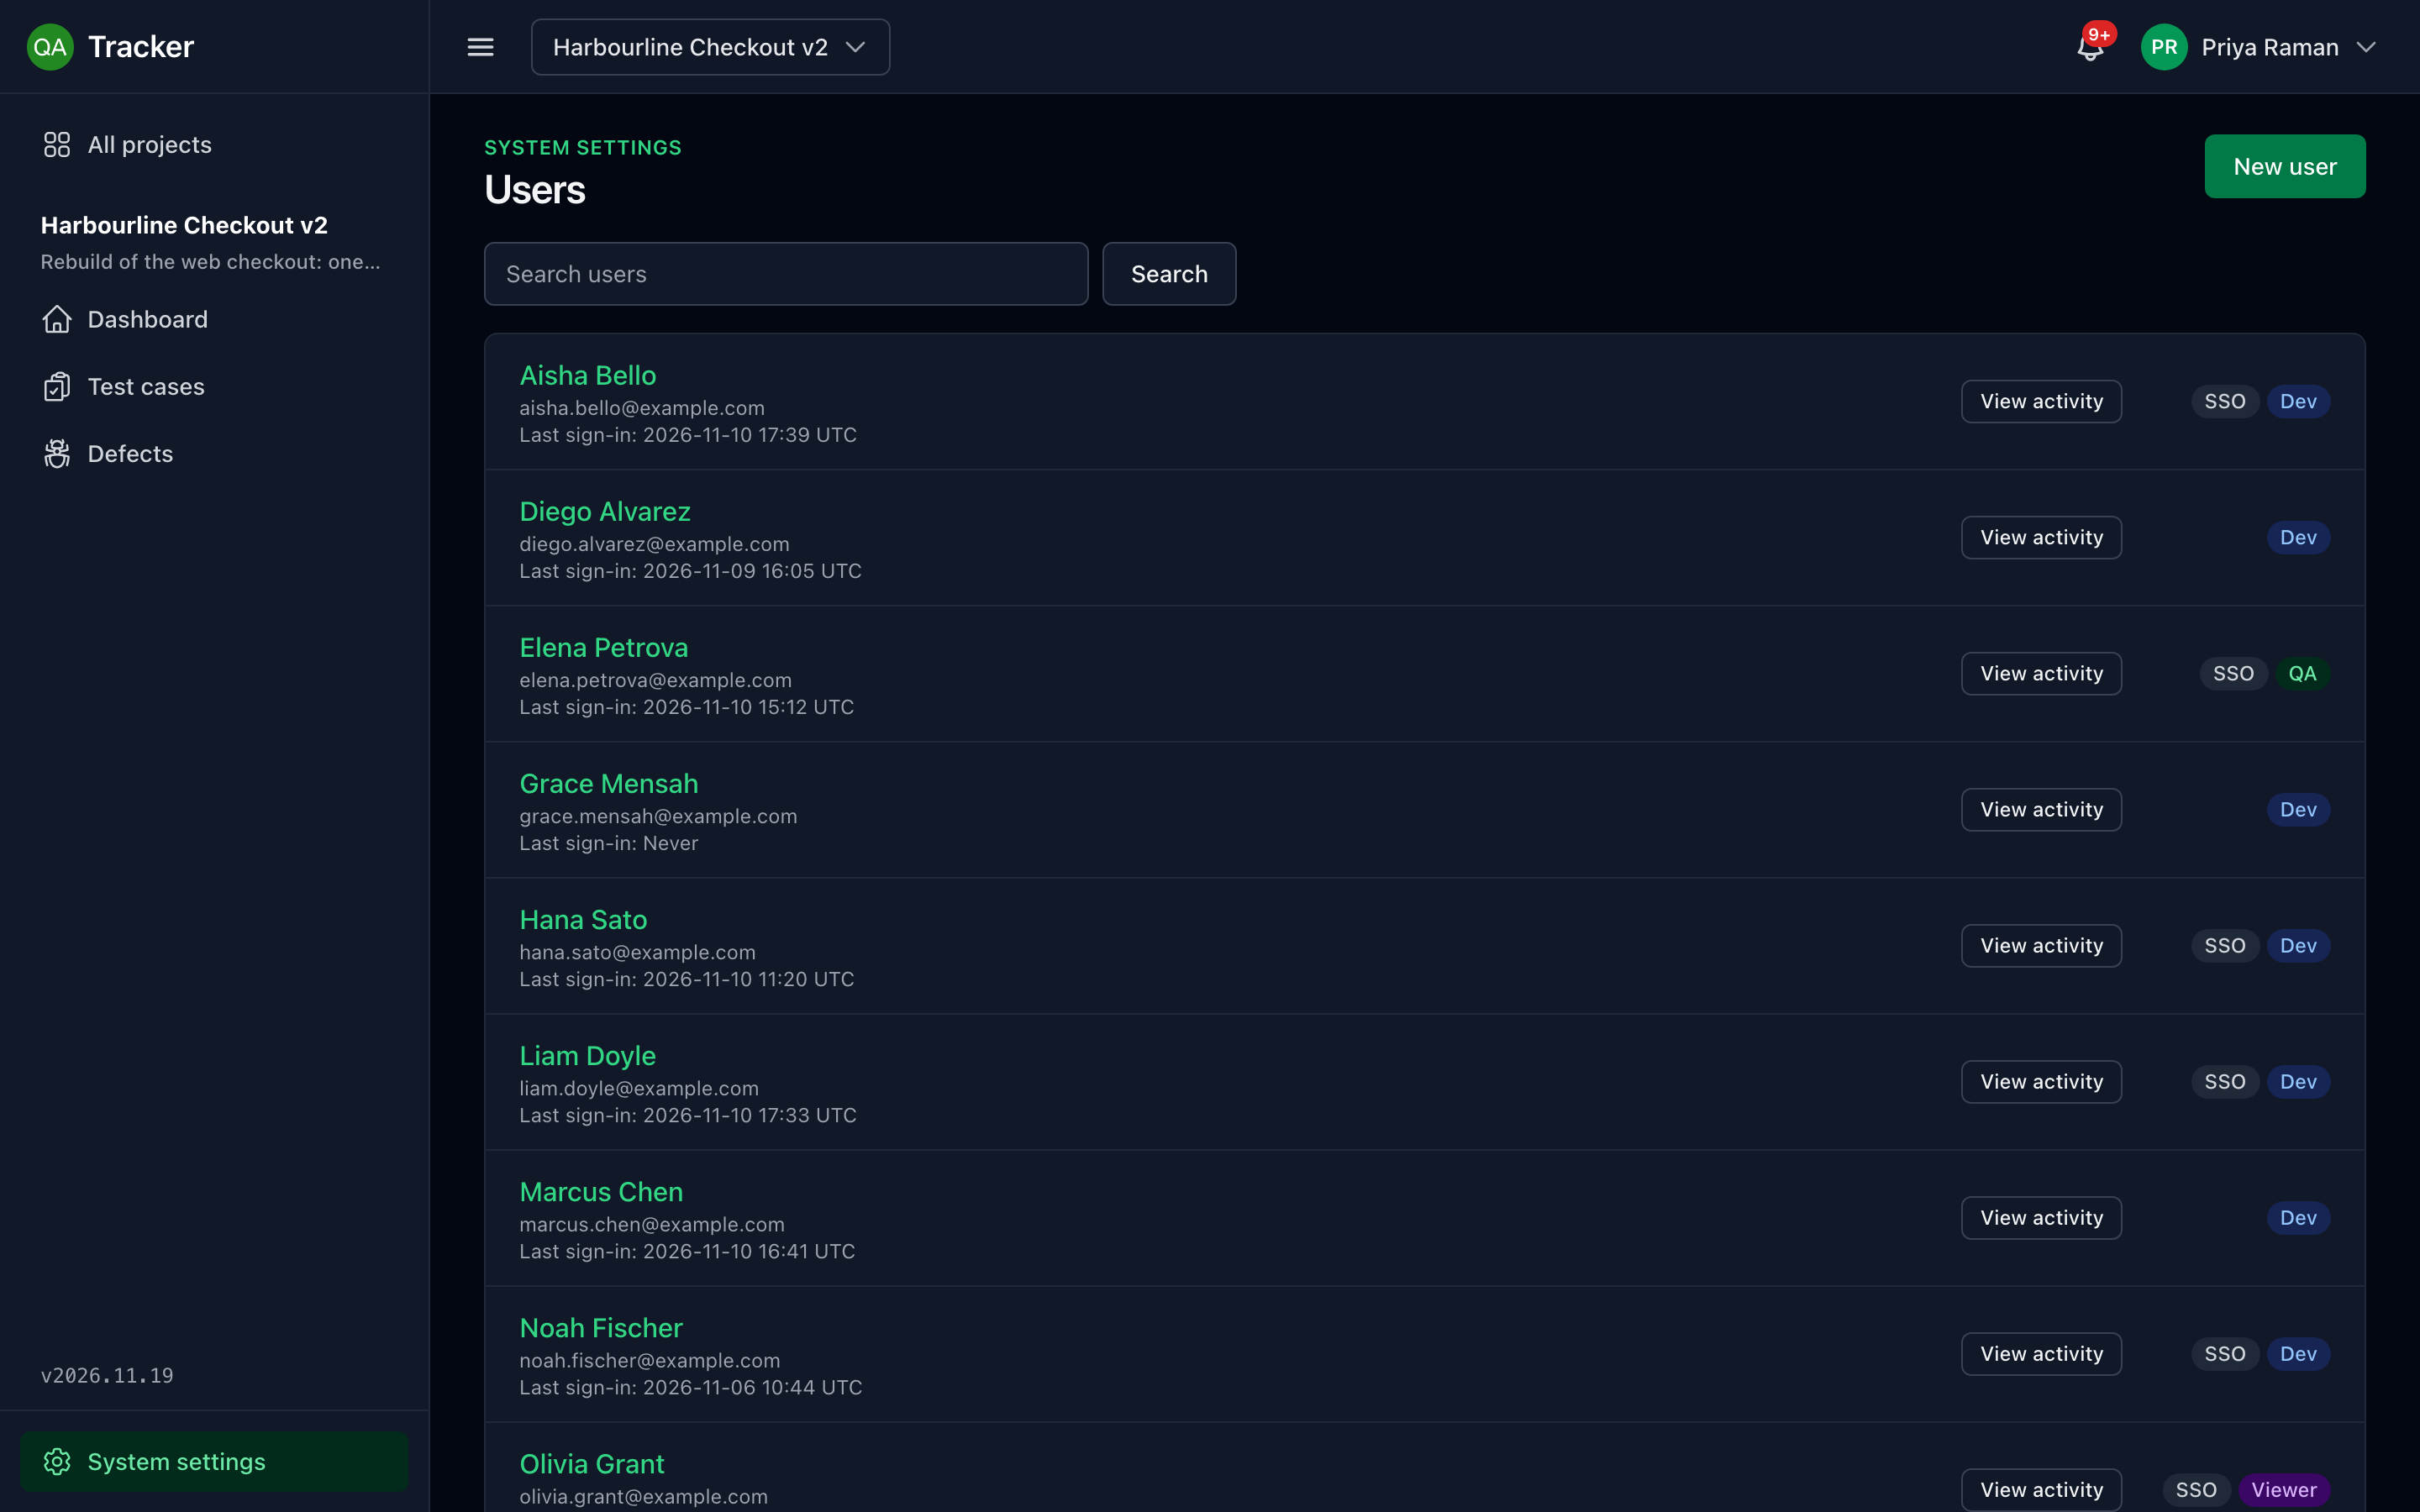 QA Tracker
Harbourline Checkout v2
9+
PR Priya Raman
All projects
Harbourline Checkout v2
Rebuild of the web checkout: one...
Dashboard
Test cases
Defects
v2026.11.19
System settings
SYSTEM SETTINGS
Users
New user
Search users
Search
Aisha Bello
aisha.bello@example.com
Last sign-in: 2026-11-10 17:39 UTC
View activity
SSO Dev
Diego Alvarez
diego.alvarez@example.com
Last sign-in: 2026-11-09 16:05 UTC
View activity
Dev
Elena Petrova
elena.petrova@example.com
Last sign-in: 2026-11-10 15:12 UTC
View activity
SSO QA
Grace Mensah
grace.mensah@example.com
Last sign-in: Never
View activity
Dev
Hana Sato
hana.sato@example.com
Last sign-in: 2026-11-10 11:20 UTC
View activity
SSO Dev
Liam Doyle
liam.doyle@example.com
Last sign-in: 2026-11-10 17:33 UTC
View activity
SSO Dev
Marcus Chen
marcus.chen@example.com
Last sign-in: 2026-11-10 16:41 UTC
View activity
Dev
Noah Fischer
noah.fischer@example.com
Last sign-in: 2026-11-06 10:44 UTC
View activity
SSO Dev
Olivia Grant
olivia.grant@example.com
View activity
SSO Viewer